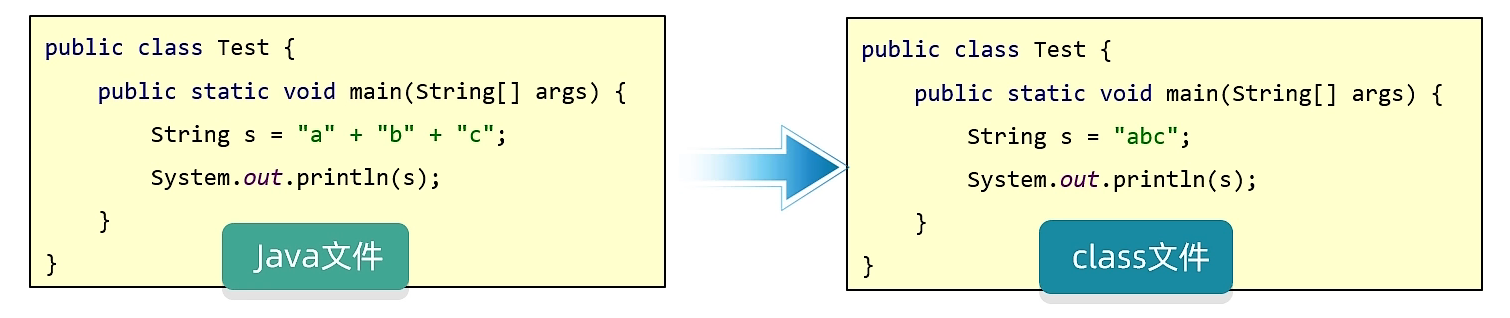 public class Test {
    public static void main(String[] args) {
        String s = "a" + "b" + "c";
        System.out.println(s);
    }
}
Java文件
public class Test {
    public static void main(String[] args) {
        String s = "abc";
        System.out.println(s);
    }
}
class文件